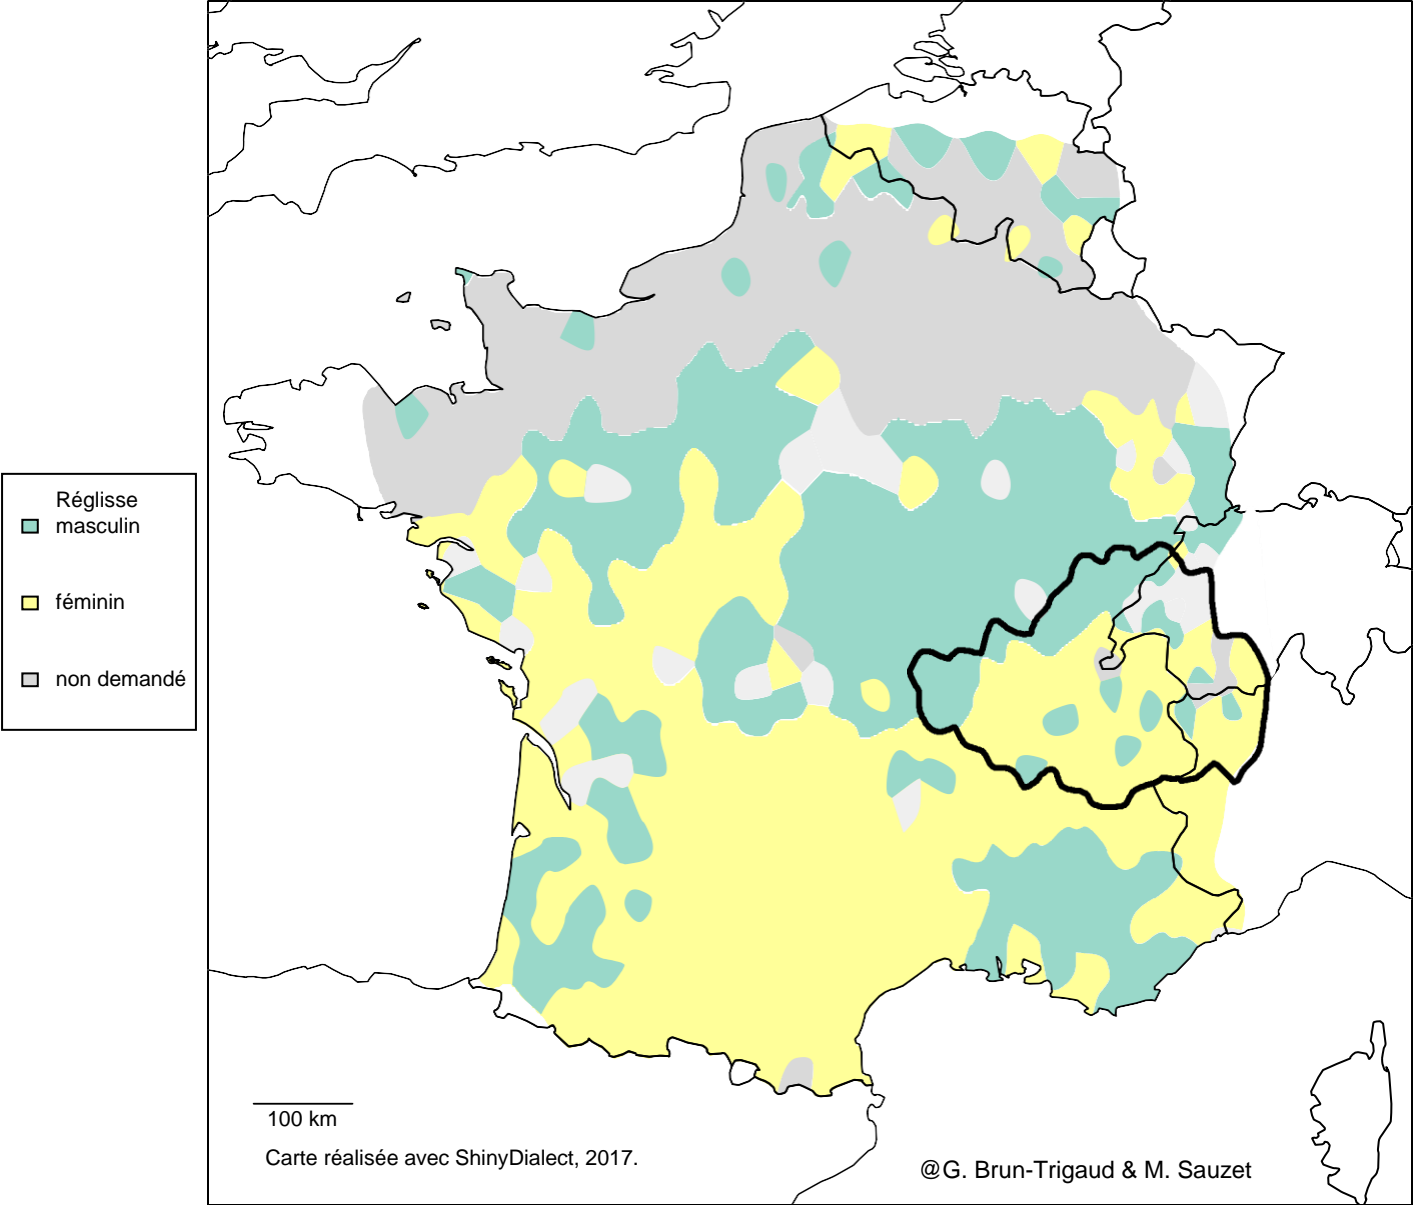 Réglisse
masculin
féminin
non demandé
100 km
Carte réalisée avec ShinyDialect, 2017.
@G. Brun-Trigaud & M. Sauzet